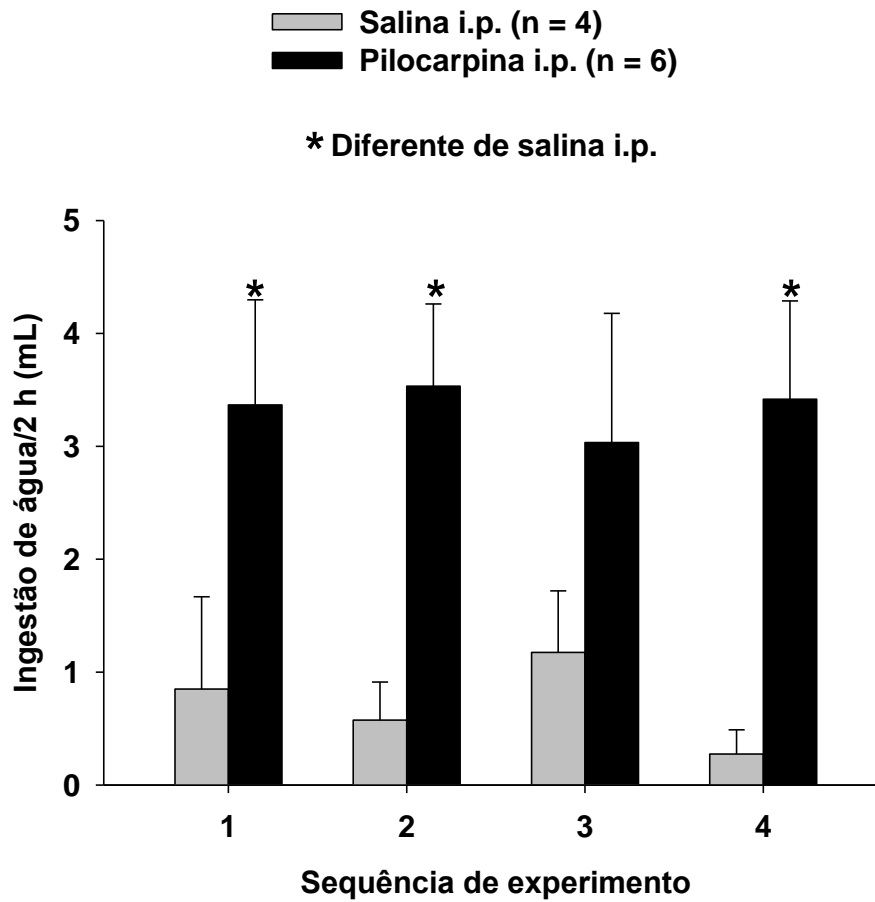 Salina i.p. (n = 4)
Pilocarpina i.p. (n = 6)
* Diferente de salina i.p.
Ingestão de água/2 h (mL)
5
4
3
2
1
0
* * *
1 2 3 4
Sequência de experimento